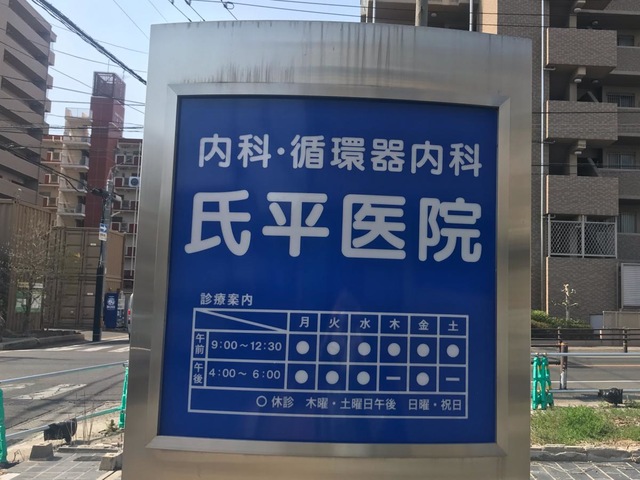 内科・循環器内科
氏平医院
診療案内
月 火 水 木 金 土
午前 9:00～12:30 ● ● ● ● ● ●
午後 4:00～ 6:00 ● ● ● － ● －
○休診 木曜・土曜日午後 日曜・祝日